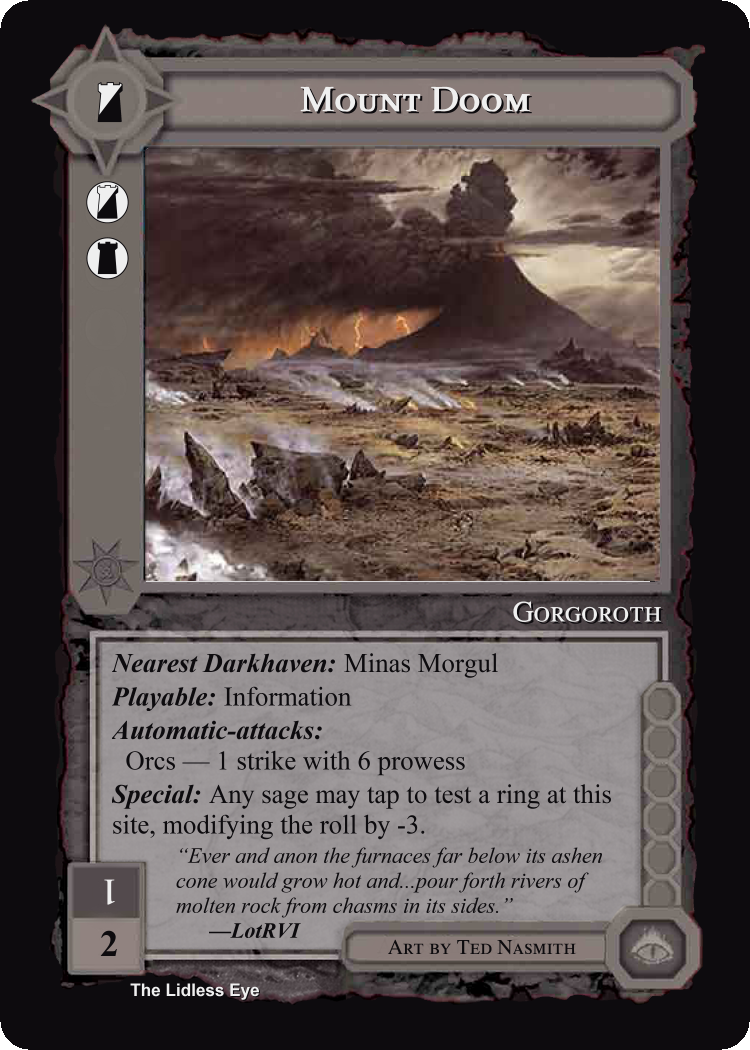 Mount Doom
Gorgoroth
Nearest Darkhaven: Minas Morgul
Playable: Information
Automatic-attacks:
Orcs — 1 strike with 6 prowess
Special: Any sage may tap to test a ring at this
site, modifying the roll by -3.
“Ever and anon the furnaces far below its ashen
cone would grow hot and...pour forth rivers of
molten rock from chasms in its sides.”
—LotRVI
1
2
Art by Ted Nasmith
The Lidless Eye